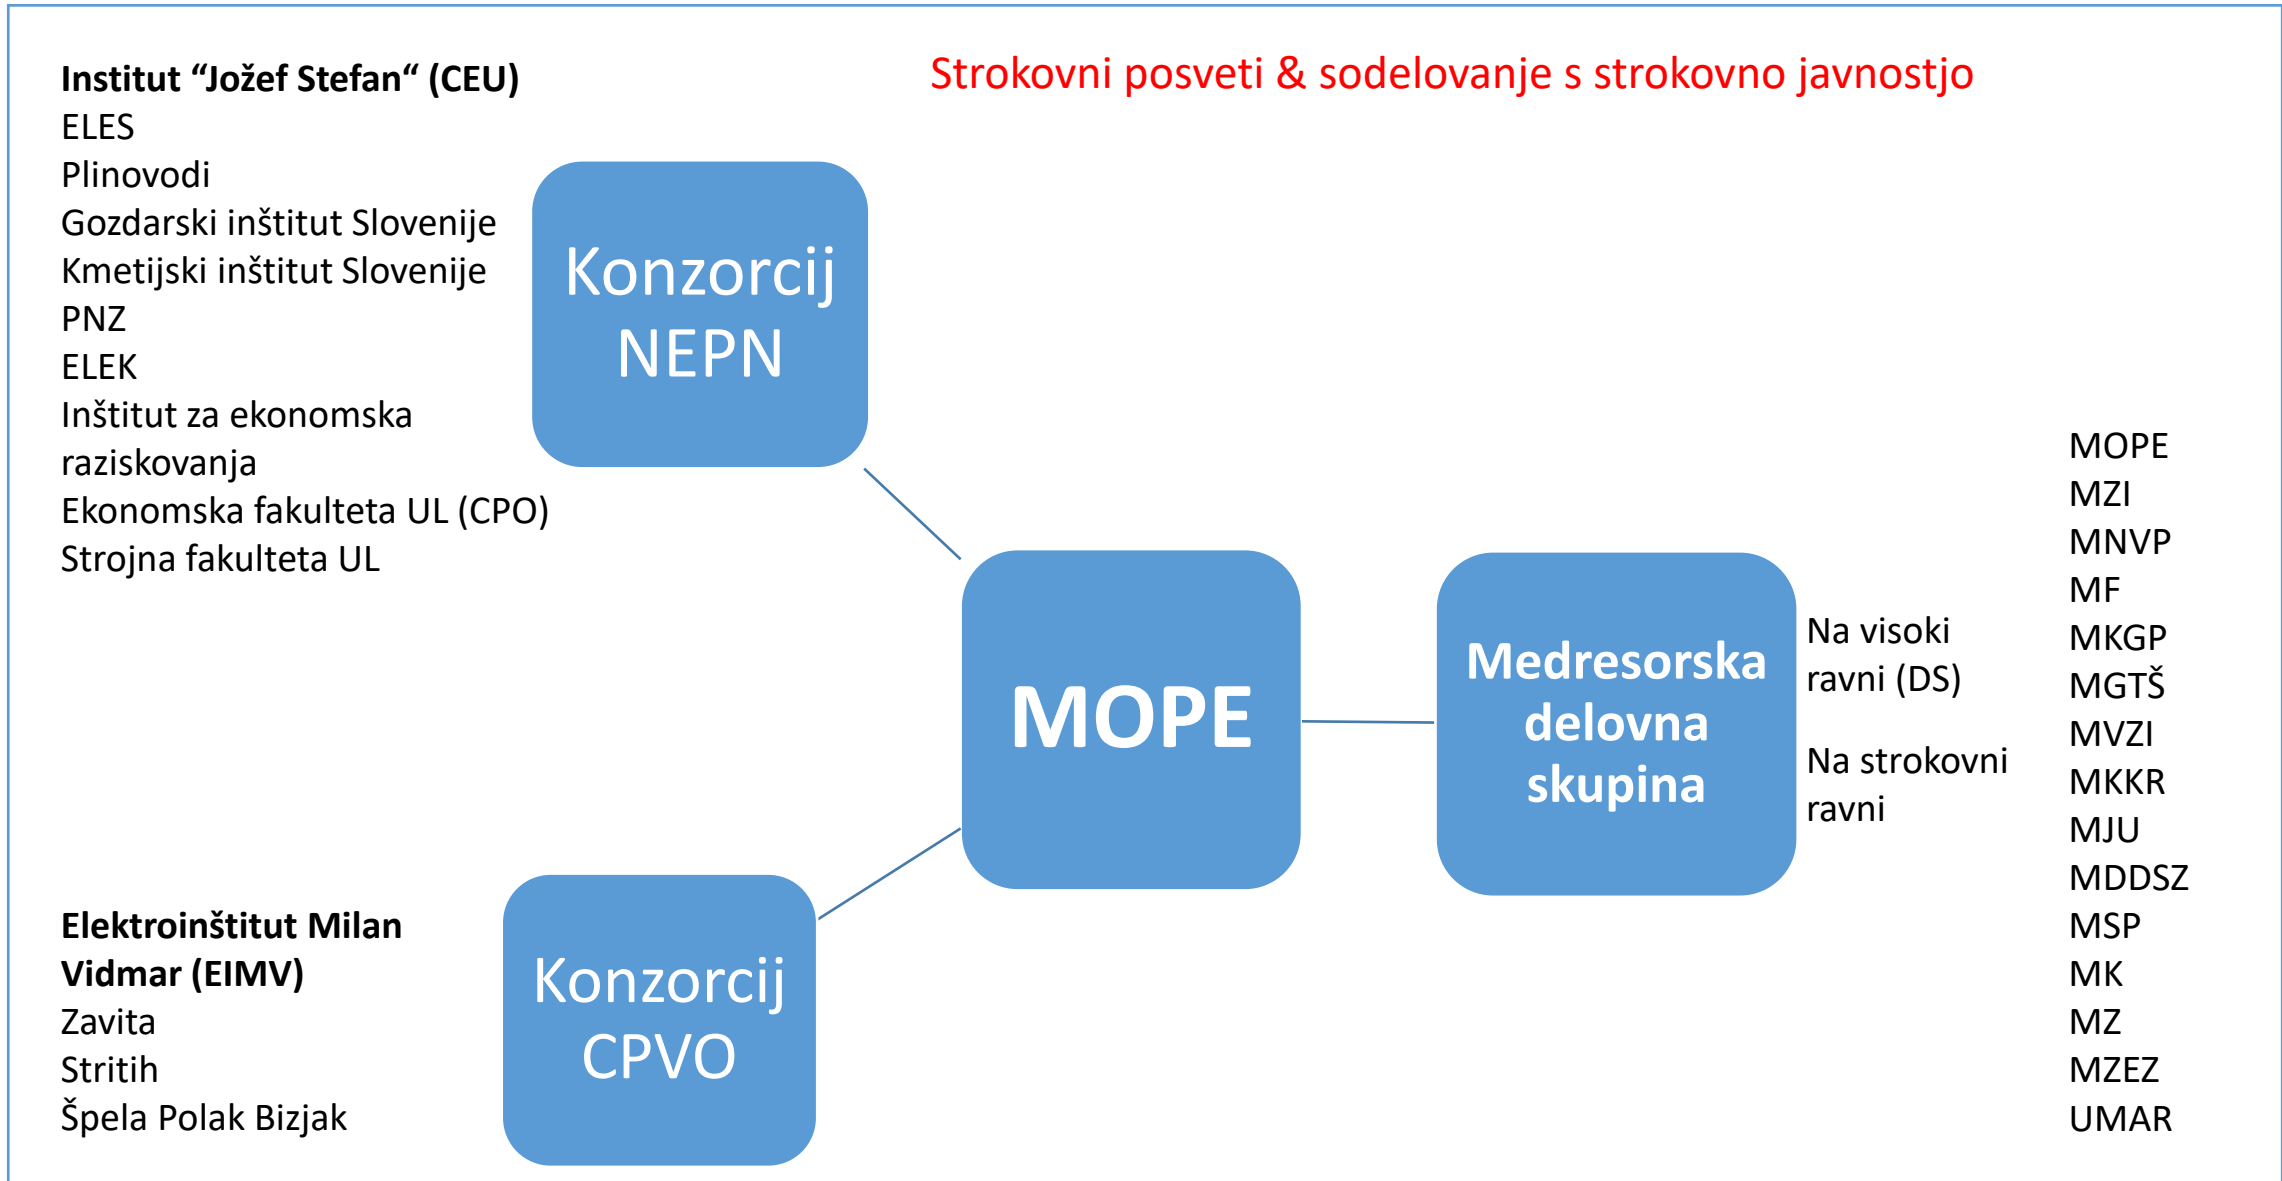 Institut “Jožef Stefan“ (CEU)
ELES
Plinovodi
Gozdarski inštitut Slovenije
Kmetijski inštitut Slovenije
PNZ
ELEK
Inštitut za ekonomska
raziskovanja
Ekonomska fakulteta UL (CPO)
Strojna fakulteta UL
Strokovni posveti & sodelovanje s strokovno javnostjo
Konzorcij
NEPN
MOPE
Medresorska
delovna
skupina
Na visoki
ravni (DS)
Na strokovni
ravni
MOPE
MZI
MNVP
MF
MKGP
MGTŠ
MVZI
MKKR
MJU
MDDSZ
MSP
MK
MZ
MZEZ
UMAR
Elektroinštitut Milan
Vidmar (EIMV)
Zavita
Stritih
Špela Polak Bizjak
Konzorcij
CPVO